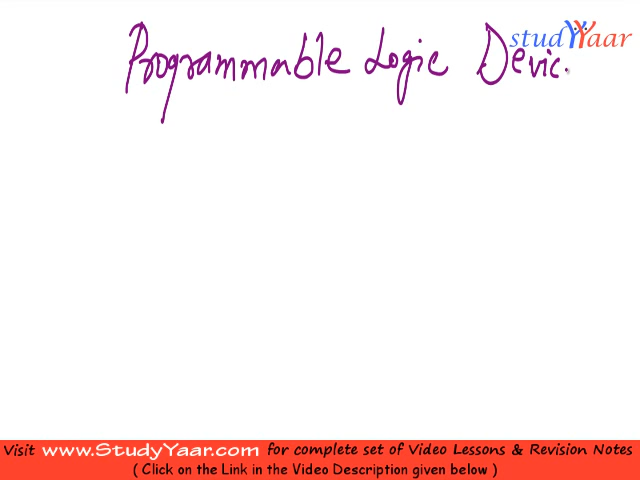 studYYaar
Programmable Logic Devic
Visit www.StudyYaar.com for complete set of Video Lessons & Revision Notes
( Click on the Link in the Video Description given below )